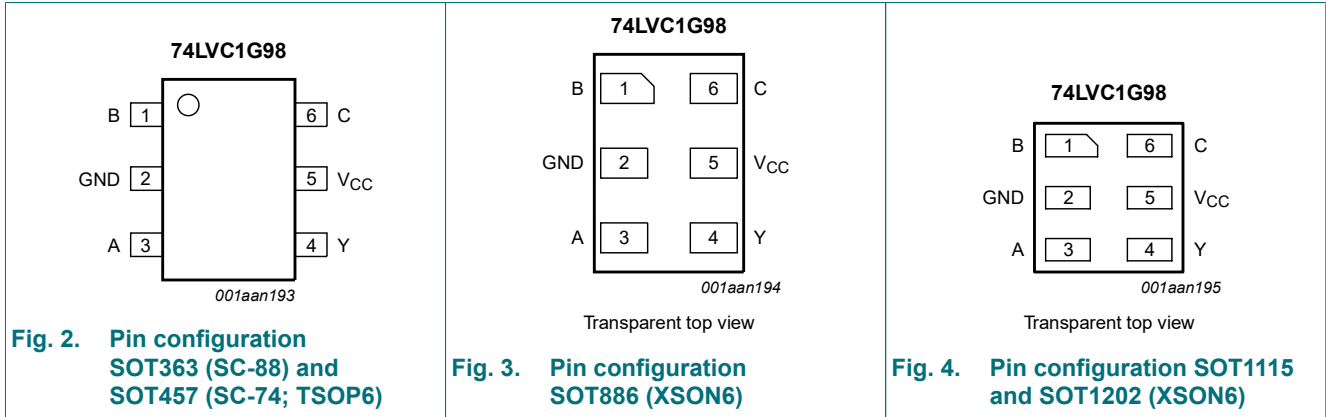 74LVC1G98
B 1 6 C
GND 2 5 VCC
A 3 4 Y
001aan193
Fig. 2. Pin configuration
SOT363 (SC-88) and
SOT457 (SC-74; TSOP6)
74LVC1G98
B 1 6 C
GND 2 5 VCC
A 3 4 Y
001aan194
Transparent top view
Fig. 3. Pin configuration
SOT886 (XSON6)
74LVC1G98
B 1 6 C
GND 2 5 VCC
A 3 4 Y
001aan195
Transparent top view
Fig. 4. Pin configuration SOT1115
and SOT1202 (XSON6)